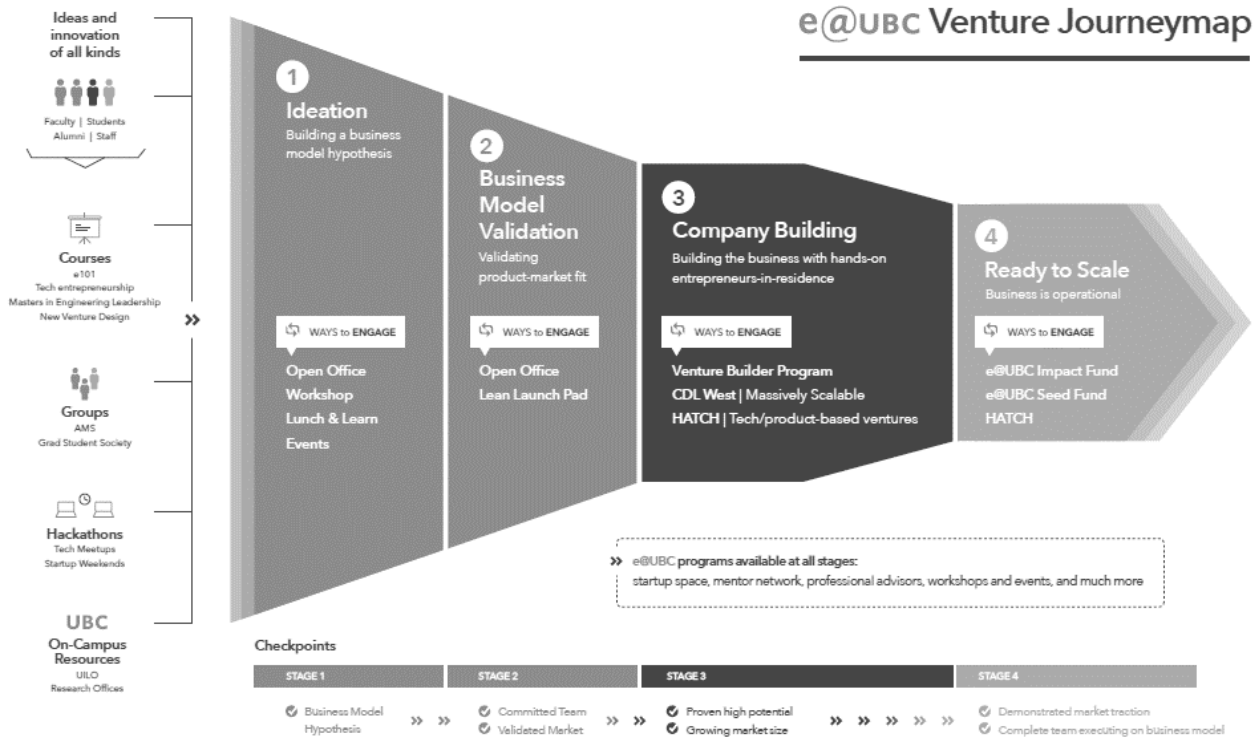 e@UBC Venture Journeymap
Ideas and
innovation
of all kinds
Faculty | Students
Alumni | Staff
Courses
e101
Tech entrepreneurship
Masters in Engineering Leadership
New Venture Design
Groups
AMS
Grad Student Society
Hackathons
Tech Meetups
Startup Weekends
UBC
On-Campus
Resources
UILO
Research Offices
1
Ideation
Building a business
model hypothesis
WAYS to ENGAGE
Open Office
Workshop
Lunch & Learn
Events
2
Business
Model
Validation
Validating
product-market fit
WAYS to ENGAGE
Open Office
Lean Launch Pad
3
Company Building
Building the business with hands-on
entrepreneurs-in-residence
WAYS to ENGAGE
Venture Builder Program
CDL West | Massively Scalable
HATCH | Tech/product-based ventures
4
Ready to Scale
Business is operational
WAYS to ENGAGE
e@UBC Impact Fund
e@UBC Seed Fund
HATCH
e@UBC programs available at all stages:
startup space, mentor network, professional advisors, workshops and events, and much more
Checkpoints
STAGE 1
Business Model
Hypothesis
STAGE 2
Committed Team
Validated Market
STAGE 3
Proven high potential
Growing market size
STAGE 4
Demonstrated market traction
Complete team executing on business model